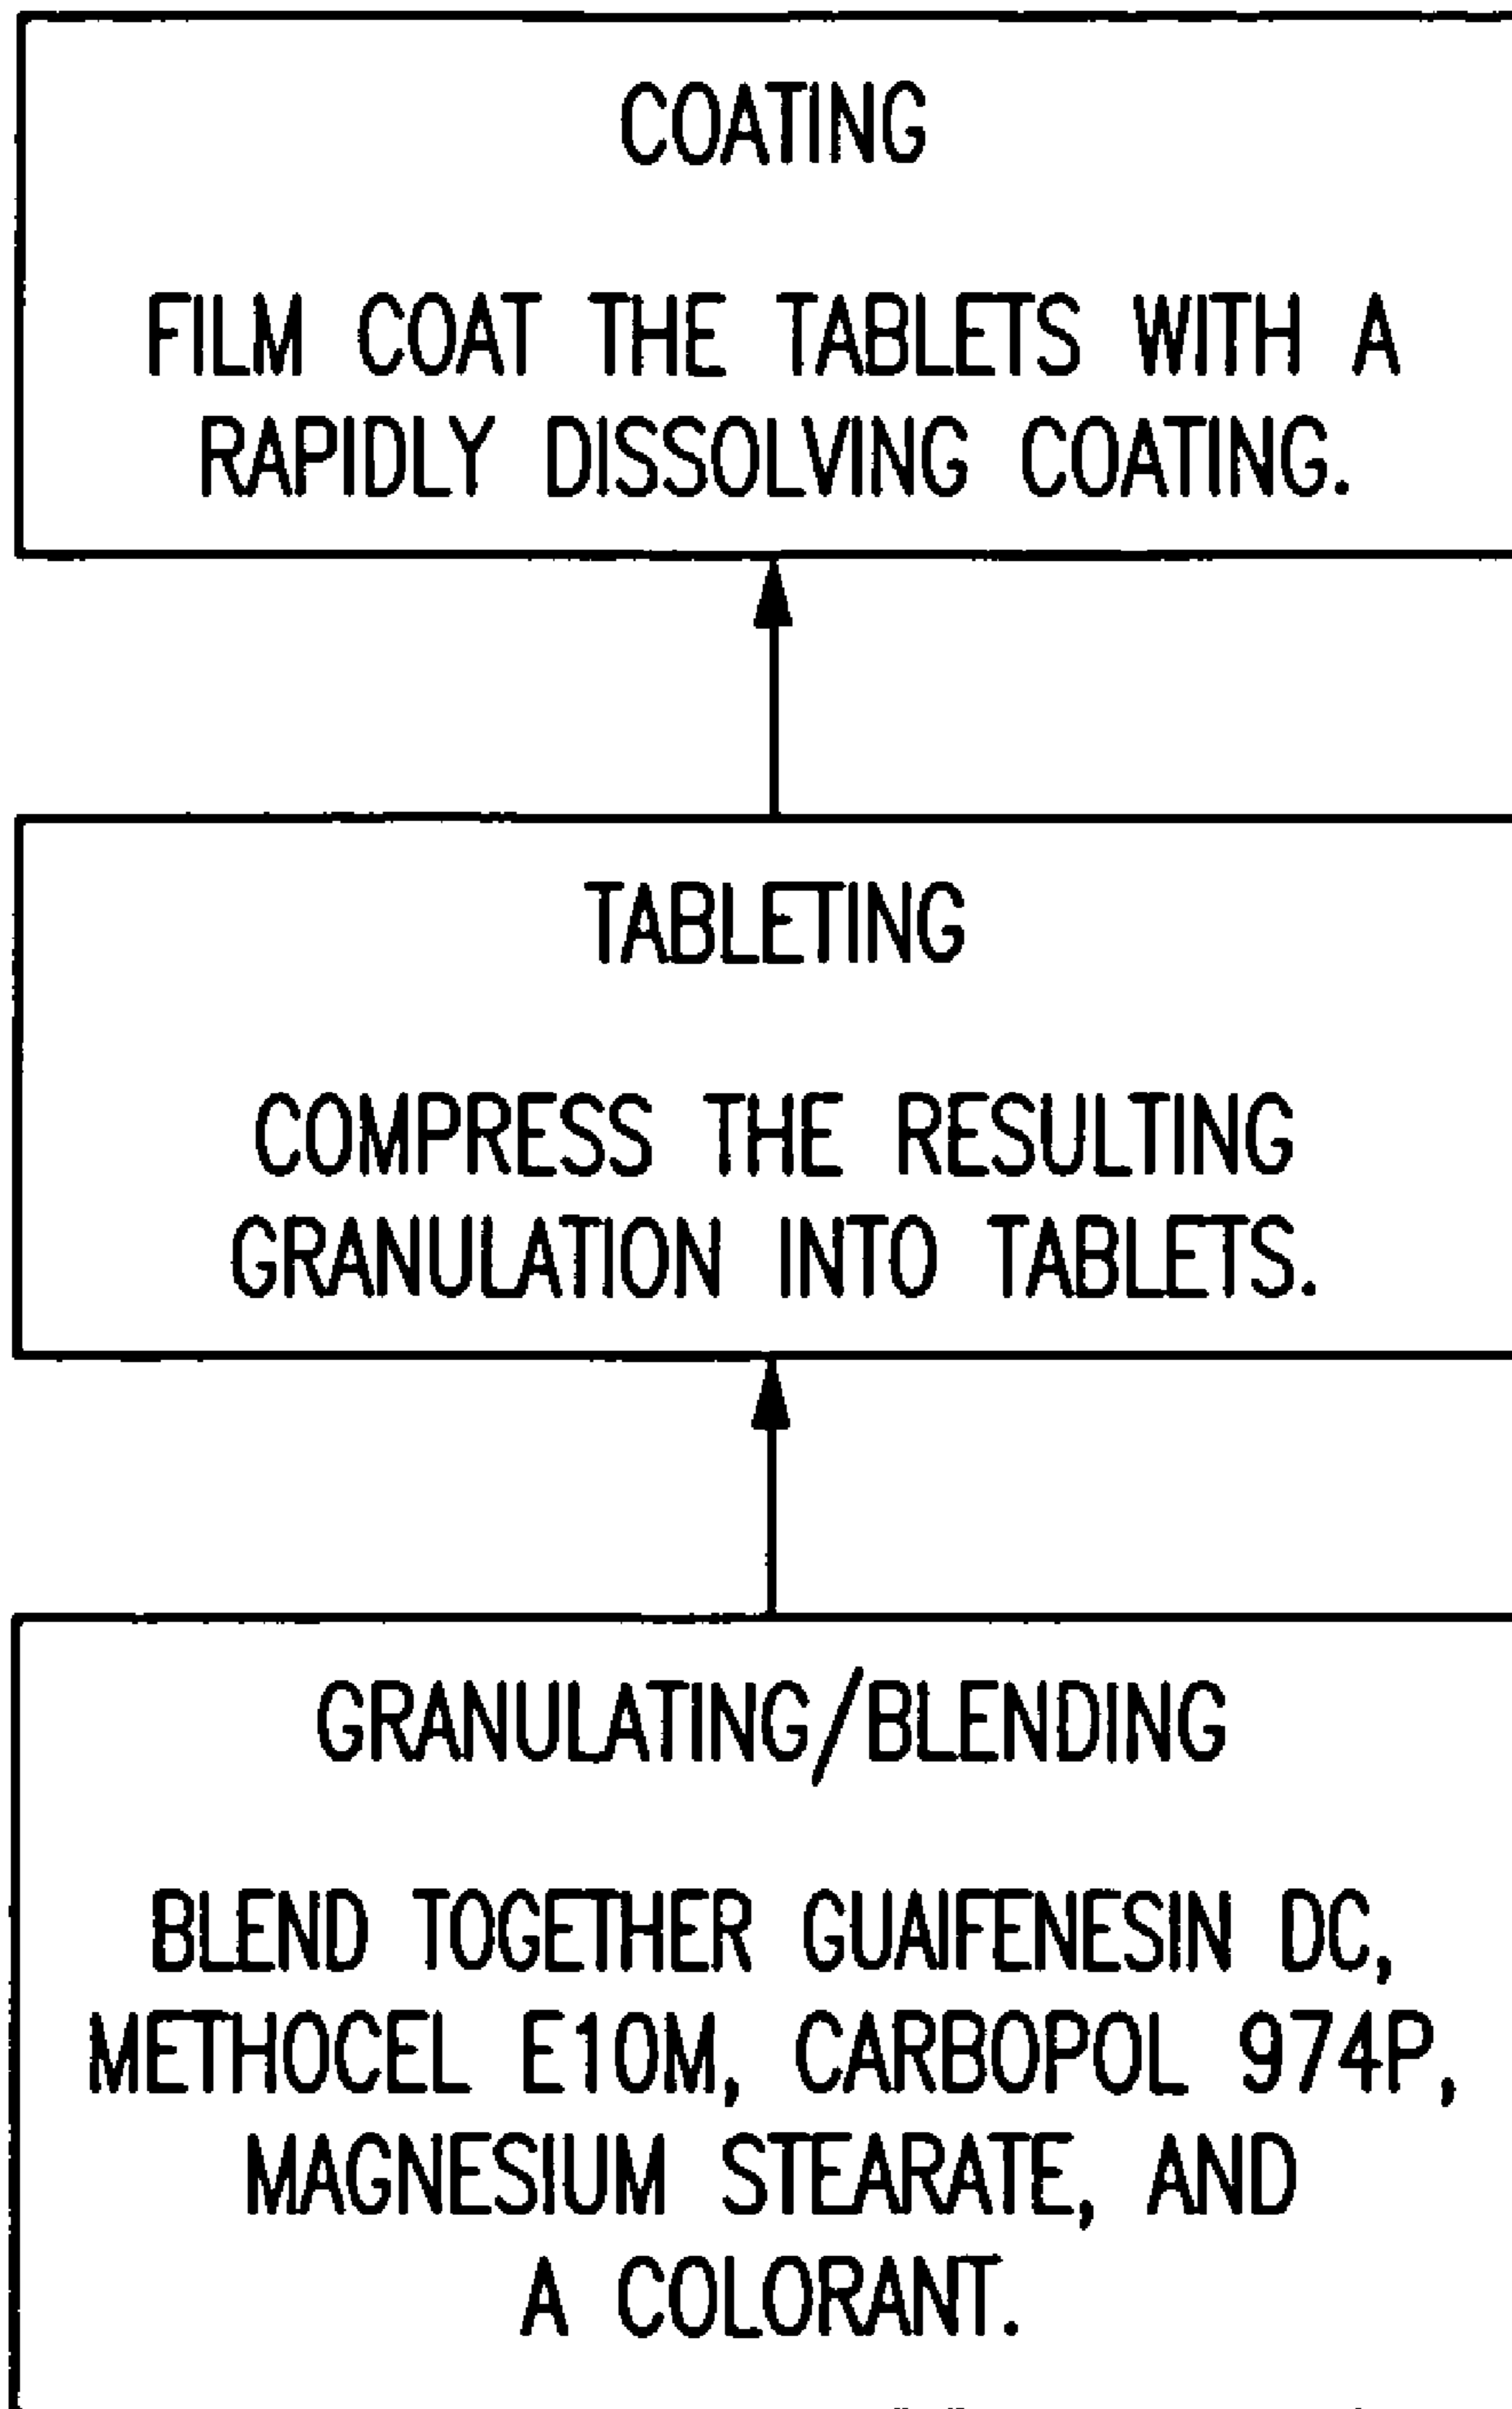 COATING
FILM COAT THE TABLETS WITH A
RAPIDLY DISSOLVING COATING.
TABLETING
COMPRESS THE RESULTING
GRANULATION INTO TABLETS.
GRANULATING/BLENDING
BLEND TOGETHER GUAIFENESIN DC,
METHOCEL E10M, CARBOPOL 974P,
MAGNESIUM STEARATE, AND
A COLORANT.